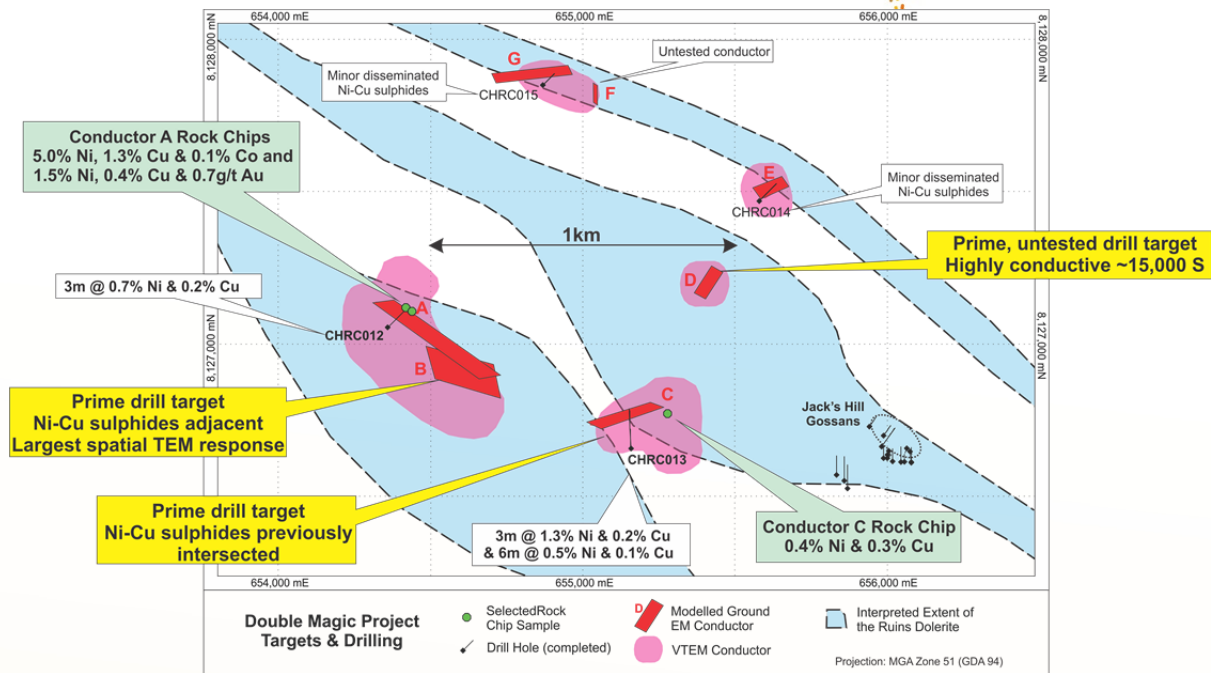 654,000 mE
655,000 mE
656,000 mE
8,128,000 mN
8,128,000 mN
Untested conductor
G
Minor disseminated
Ni-Cu sulphides
CHRC015
F
Conductor A Rock Chips
5.0% Ni, 1.3% Cu & 0.1% Co and
1.5% Ni, 0.4% Cu & 0.7g/t Au
E
Minor disseminated
Ni-Cu sulphides
CHRC014
1km
Prime, untested drill target
Highly conductive ~15,000 S
D
3m @ 0.7% Ni & 0.2% Cu
A
CHRC012
8,127,000 mN
8,127,000 mN
B
Prime drill target
Ni-Cu sulphides adjacent
Largest spatial TEM response
C
Jack's Hill
Gossans
CHRC013
Prime drill target
Ni-Cu sulphides previously
intersected
3m @ 1.3% Ni & 0.2% Cu
& 6m @ 0.5% Ni & 0.1% Cu
Conductor C Rock Chip
0.4% Ni & 0.3% Cu
654,000 mE
655,000 mE
656,000 mE
Double Magic Project
Targets & Drilling
SelectedRock
Chip Sample
Drill Hole (completed)
D
Modelled Ground
EM Conductor
VTEM Conductor
Interpreted Extent of
the Ruins Dolerite
Projection: MGA Zone 51 (GDA 94)